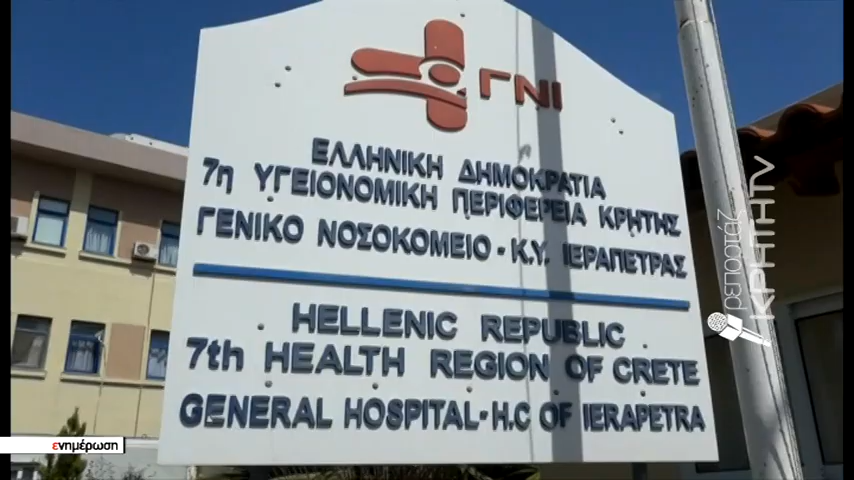 ΓΝΙ
ΕΛΛΗΝΙΚΗ ΔΗΜΟΚΡΑΤΙΑ
7η ΥΓΕΙΟΝΟΜΙΚΗ ΠΕΡΙΦΕΡΕΙΑ ΚΡΗΤΗΣ
ΓΕΝΙΚΟ ΝΟΣΟΚΟΜΕΙΟ - Κ.Υ. ΙΕΡΑΠΕΤΡΑΣ
HELLENIC REPUBLIC
7th HEALTH REGION OF CRETE
GENERAL HOSPITAL - H.C OF IERAPETRA
ρεπορτάζ
ΚΡΗΤΗTV
ενημέρωση